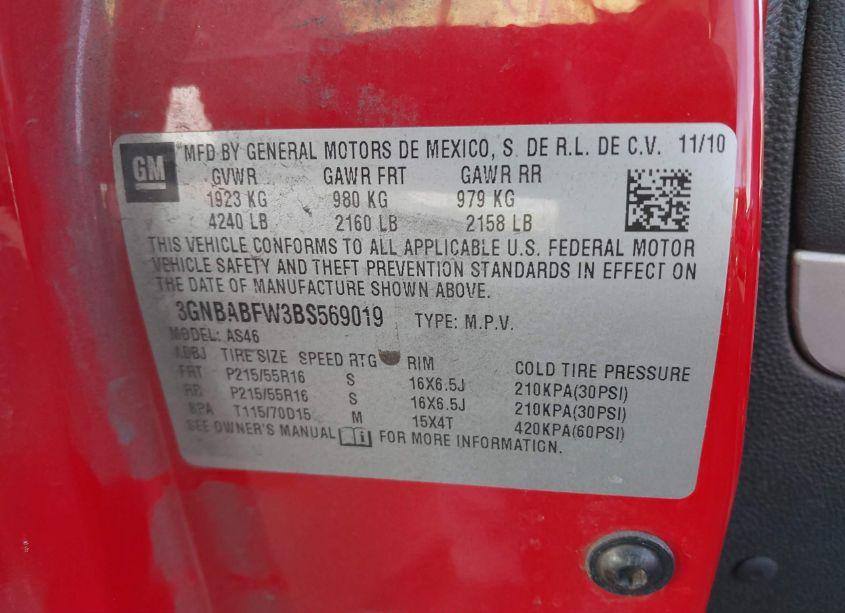 GM
MFD BY GENERAL MOTORS DE MEXICO, S. DE R.L. DE C.V. 11/10
GVWR GAWR FRT GAWR RR
1923 KG 980 KG 979 KG
4240 LB 2160 LB 2158 LB
THIS VEHICLE CONFORMS TO ALL APPLICABLE U.S. FEDERAL MOTOR
VEHICLE SAFETY AND THEFT PREVENTION STANDARDS IN EFFECT ON
THE DATE OF MANUFACTURE SHOWN ABOVE.
3GNBABFW3BS569019 TYPE: M.P.V.
MODEL: AS46
ADBJ TIRE SIZE SPEED RTG RIM COLD TIRE PRESSURE
FRT P215/55R16 S 16X6.5J 210KPA(30PSI)
RR P215/55R16 S 16X6.5J 210KPA(30PSI)
SPA T115/70D15 M 15X4T 420KPA(60PSI)
SEE OWNER'S MANUAL FOR MORE INFORMATION.